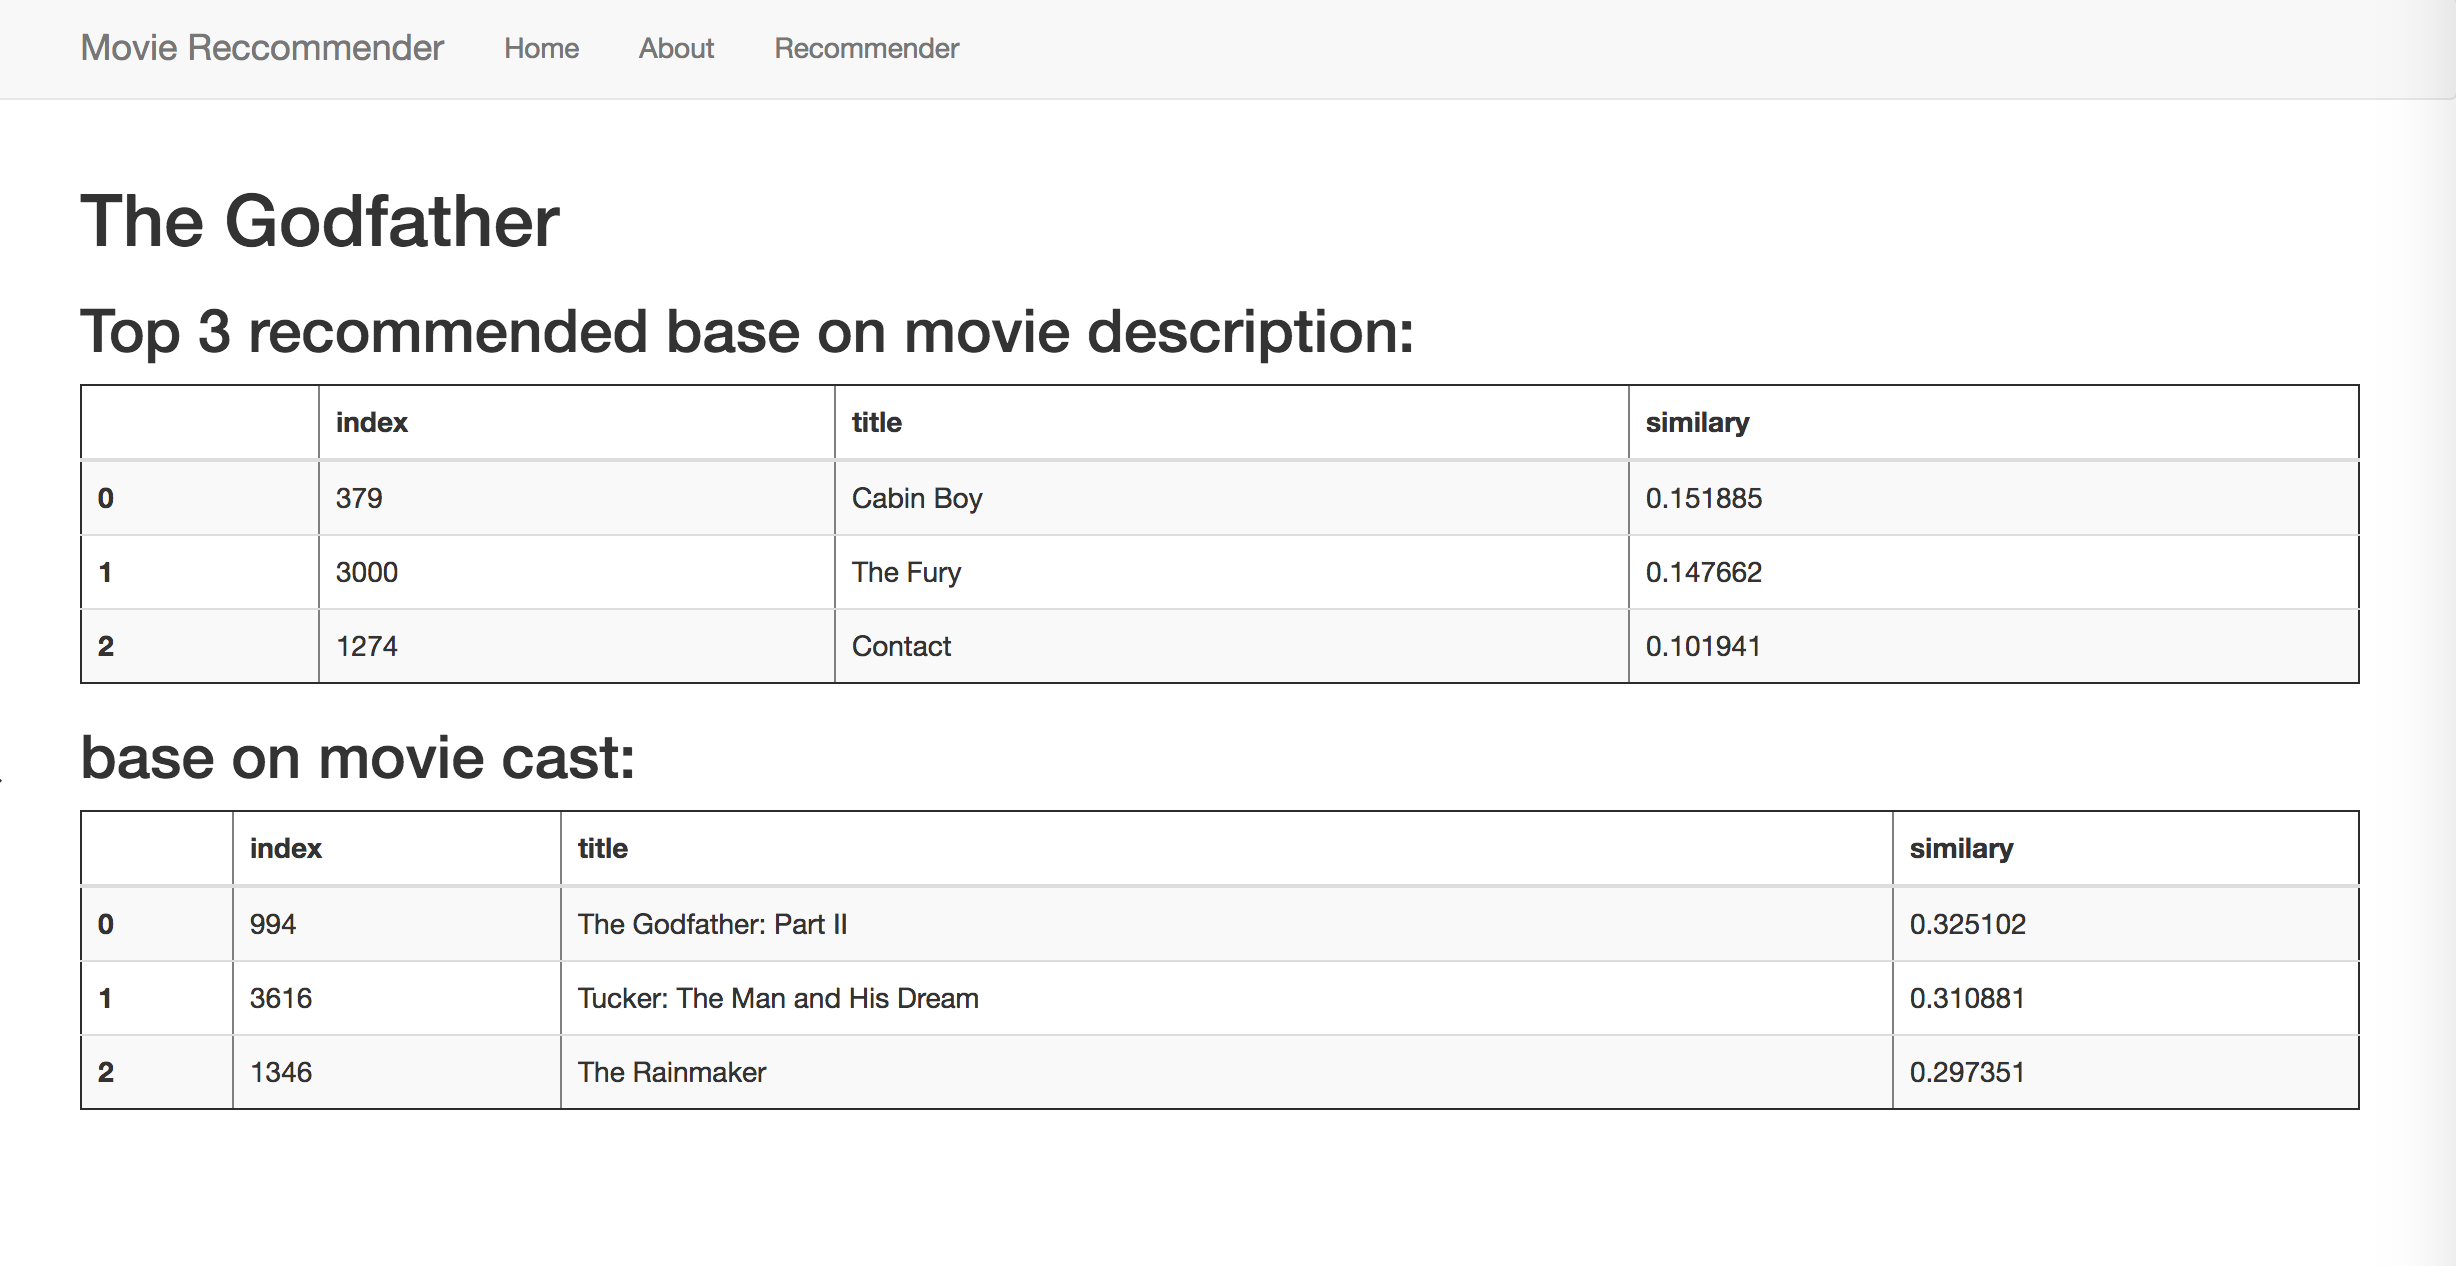 Movie Reccommender Home About Recommender
The Godfather
Top 3 recommended base on movie description:
index title similary
0 379 Cabin Boy 0.151885
1 3000 The Fury 0.147662
2 1274 Contact 0.101941
base on movie cast:
index title similary
0 994 The Godfather: Part II 0.325102
1 3616 Tucker: The Man and His Dream 0.310881
2 1346 The Rainmaker 0.297351